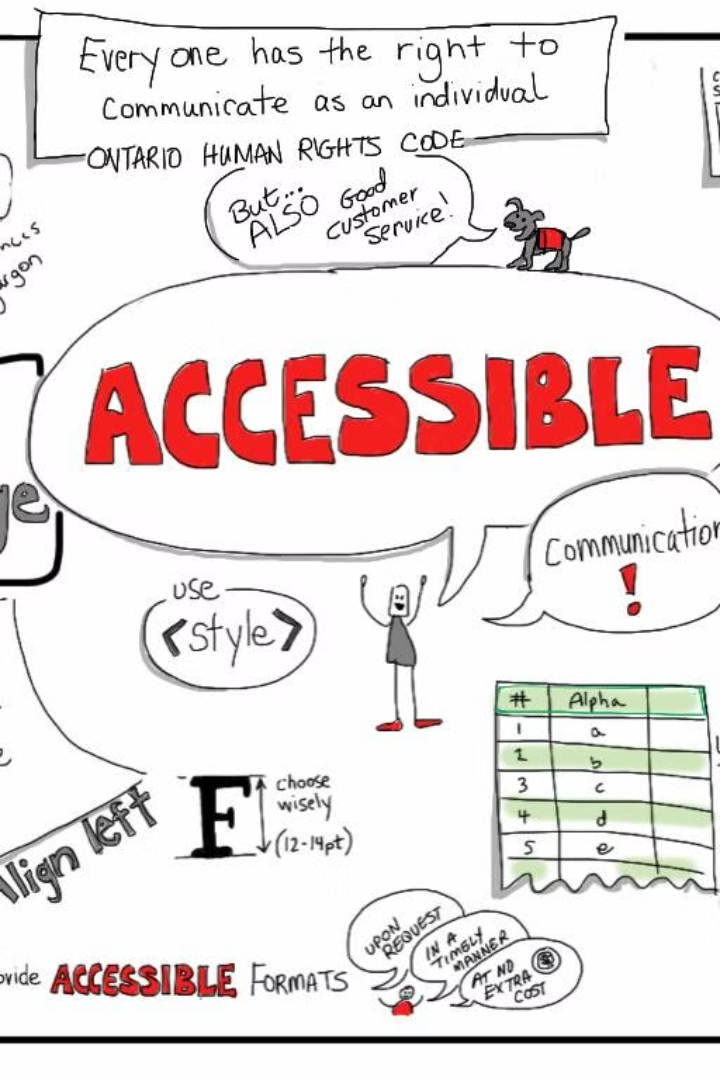 Everyone has the right to
communicate as an individual
ONTARIO HUMAN RIGHTS CODE
But... Good
ALSO customer
service!
ACCESSIBLE
Communication
!
use
<style>
# Alpha
1 a
2 b
3 c
4 d
5 e
F choose
wisely
(12-14pt)
Align left
ACCESSIBLE FORMATS
UPON
REQUEST
IN A
TIMELY
MANNER
AT NO
EXTRA
COST
$